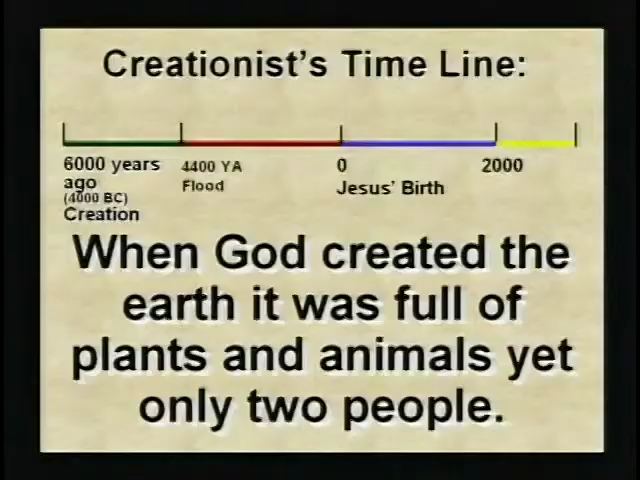 Creationist's Time Line:
6000 years 4400 YA 0 2000
ago Flood Jesus' Birth
(4000 BC)
Creation
When God created the
earth it was full of
plants and animals yet
only two people.